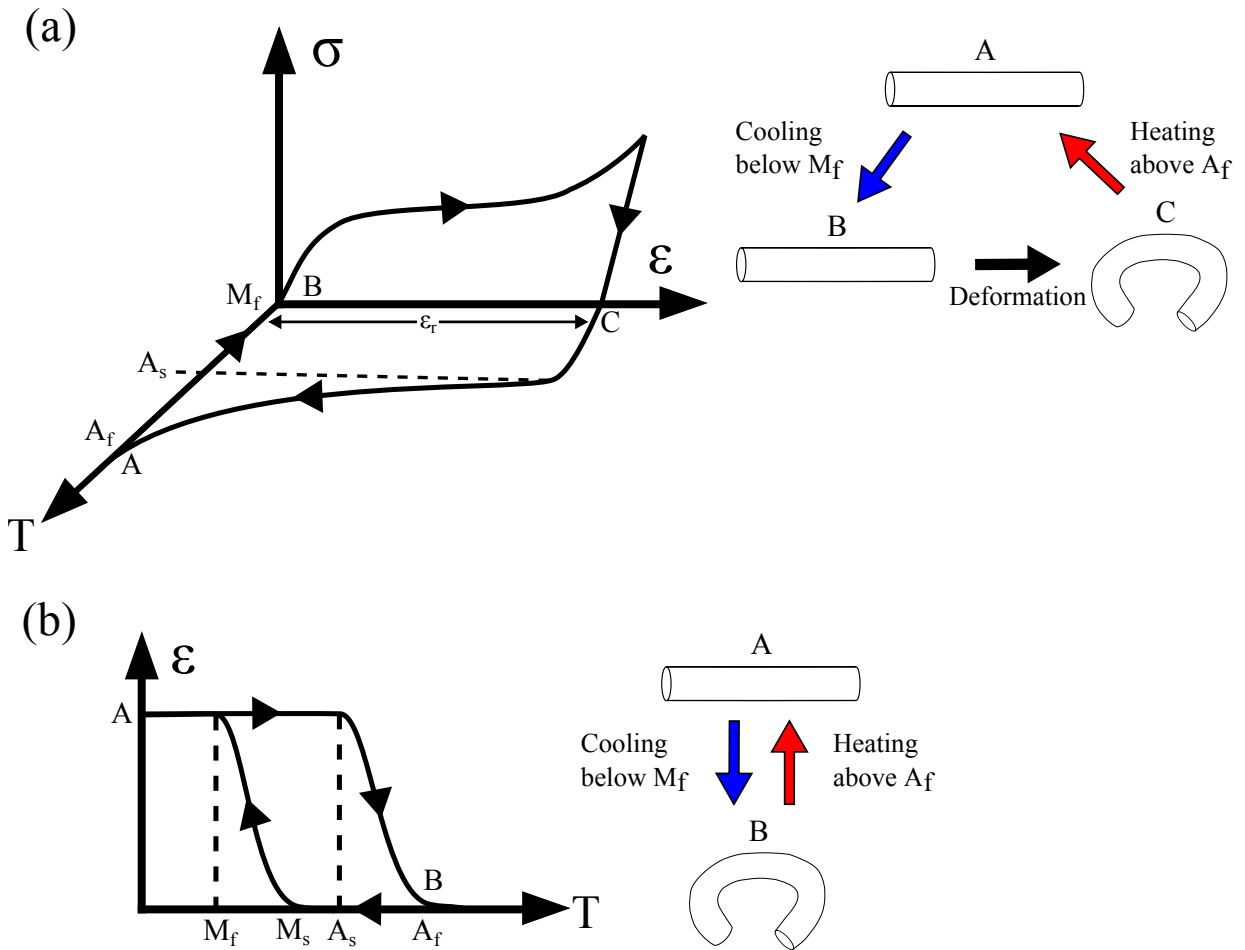 (a)
σ
A
Cooling
below Mf
Heating
above Af
B
C
Deformation
ε
Mf
B
εr
C
As
Af
A
T
(b)
ε
A
A
Cooling
below Mf
Heating
above Af
B
B
T
Mf
Ms
As
Af